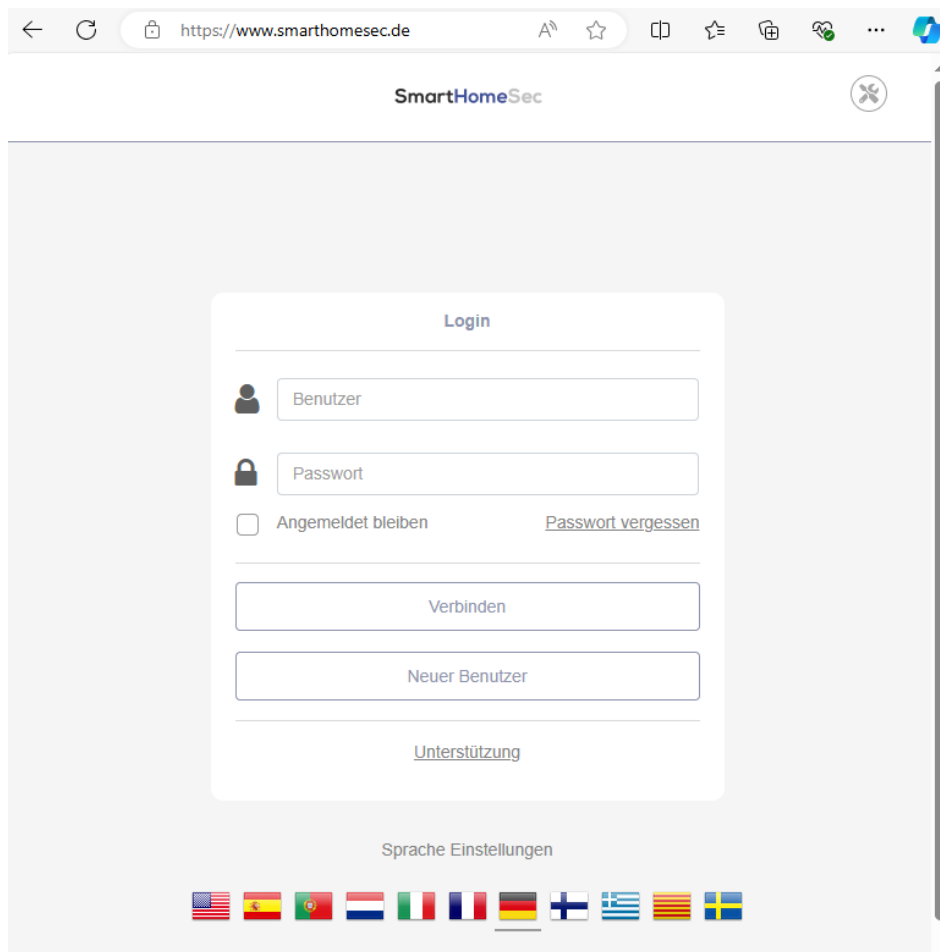 https://www.smarthomesec.de
SmartHomeSec
Login
Benutzer
Passwort
Angemeldet bleiben Passwort vergessen
Verbinden
Neuer Benutzer
Unterstützung
Sprache Einstellungen